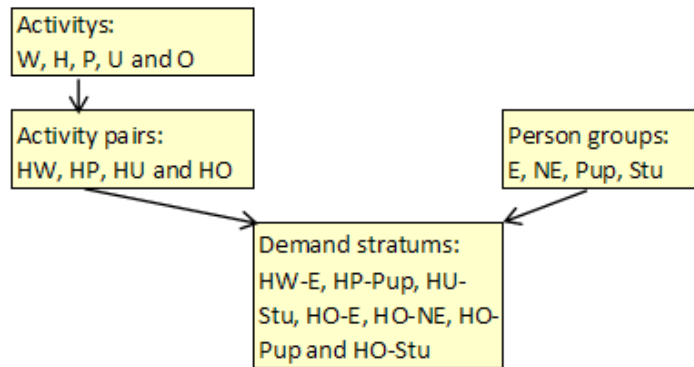 Activitys:
W, H, P, U and O
Activity pairs:
HW, HP, HU and HO
Person groups:
E, NE, Pup, Stu
Demand stratums:
HW-E, HP-Pup, HU-
Stu, HO-E, HO-NE, HO-
Pup and HO-Stu